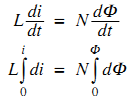 L di/dt = N dΦ/dt
L ∫₀ⁱ di = N ∫₀^Φ dΦ